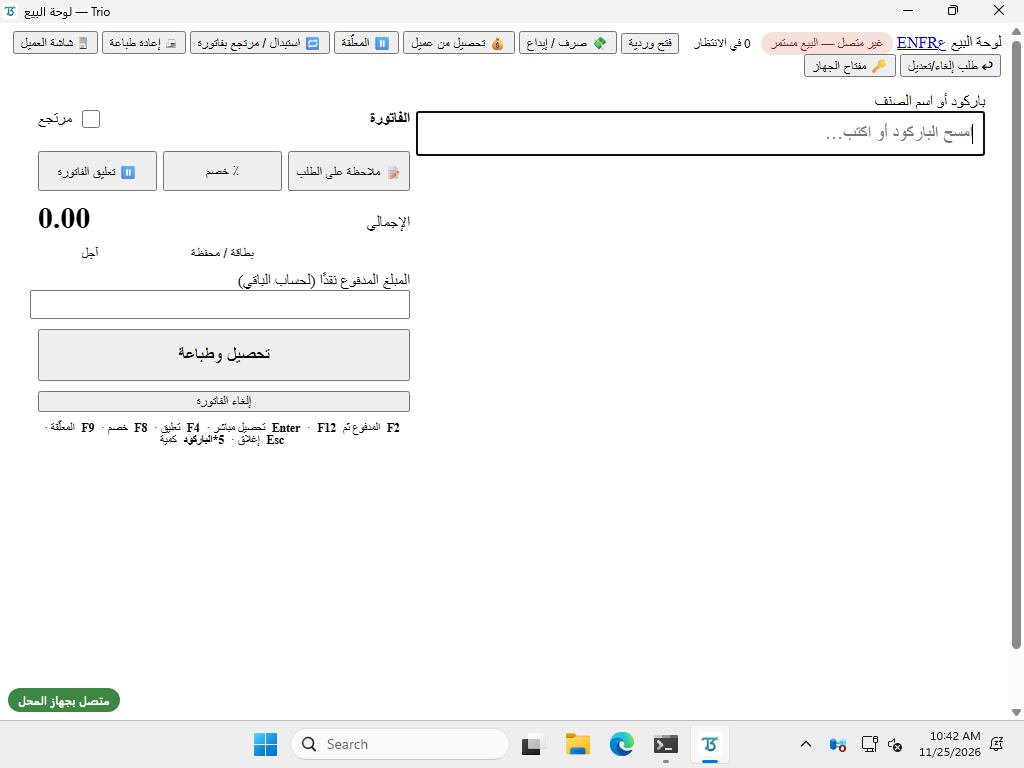 Trio — لوحة البيع
لوحة البيع ع EN FR غير متصل — البيع مستمر 0 في الانتظار فتح وردية صرف / إيداع تحصيل من عميل المعلّقة استبدال / مرتجع بفاتورة إعادة طباعة شاشة العميل
طلب إلغاء/تعديل مفتاح الجهاز
باركود أو اسم الصنف
امسح الباركود أو اكتب...
الفاتورة مرتجع
ملاحظة على الطلب ٪ خصم تعليق الفاتورة
الإجمالي 0.00
بطاقة / محفظة آجل
المبلغ المدفوع نقدًا (لحساب الباقي)
تحصيل وطباعة
إلغاء الفاتورة
F2 المدفوع ثم Enter · F12 تحصيل مباشر · F4 تعليق · F8 خصم · F9 المعلّقة ·
Esc إغلاق · 5*الباركود كمية
متصل بجهاز المحل
Search
10:42 AM
11/25/2026